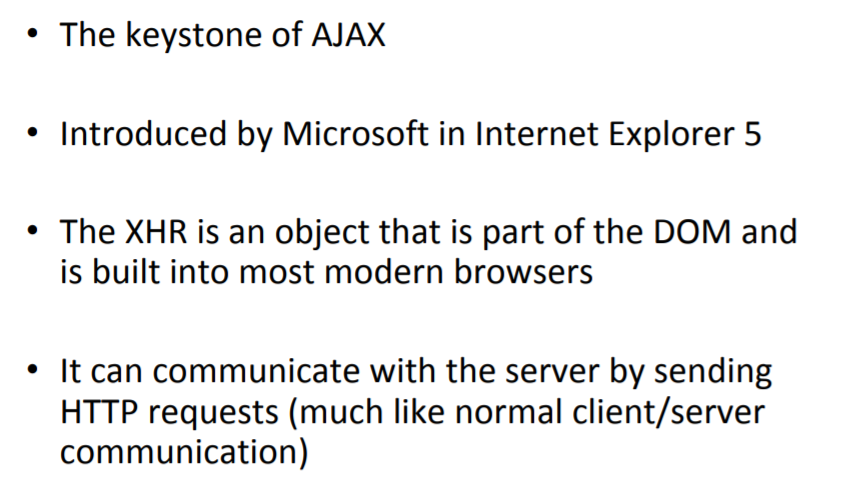 • The keystone of AJAX
• Introduced by Microsoft in Internet Explorer 5
• The XHR is an object that is part of the DOM and
is built into most modern browsers
• It can communicate with the server by sending
HTTP requests (much like normal client/server
communication)